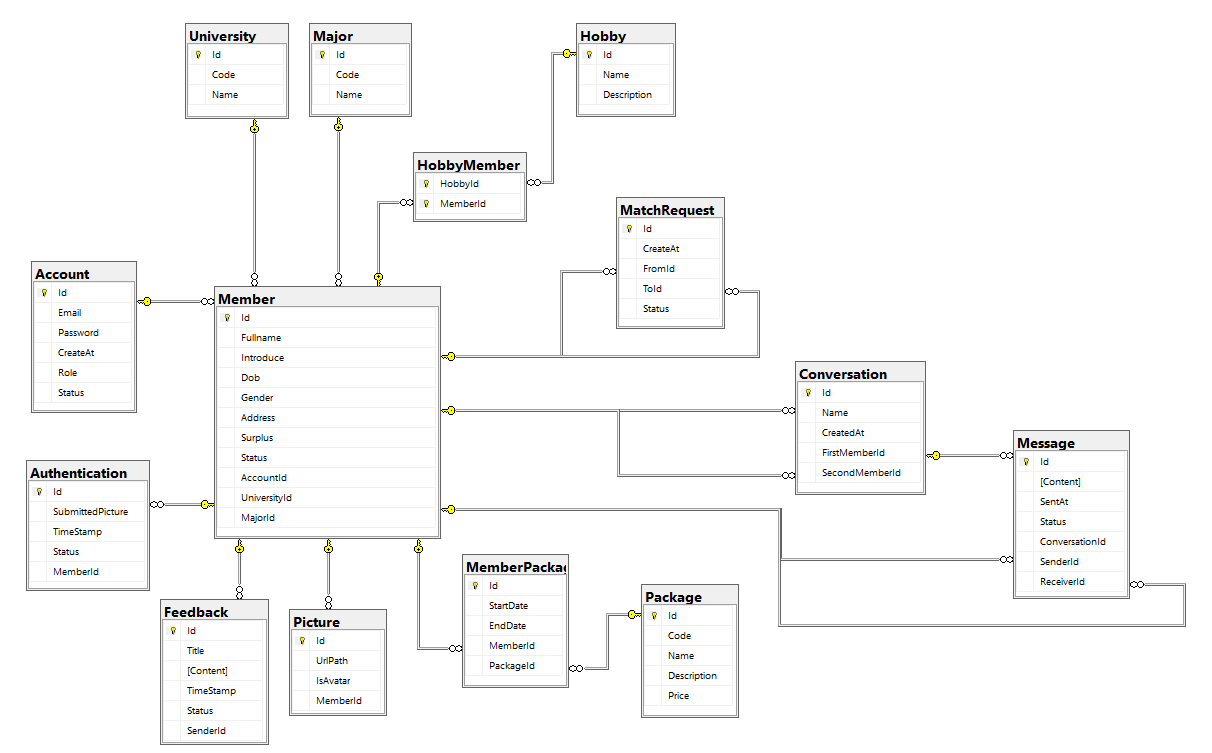 University
Id
Code
Name
Major
Id
Code
Name
Hobby
Id
Name
Description
HobbyMember
HobbyId
MemberId
MatchRequest
Id
CreateAt
FromId
ToId
Status
Account
Id
Email
Password
CreateAt
Role
Status
Member
Id
Fullname
Introduce
Dob
Gender
Address
Surplus
Status
AccountId
UniversityId
MajorId
Conversation
Id
Name
CreatedAt
FirstMemberId
SecondMemberId
Message
Id
[Content]
SentAt
Status
ConversationId
SenderId
ReceiverId
Authentication
Id
SubmittedPicture
TimeStamp
Status
MemberId
Feedback
Id
Title
[Content]
TimeStamp
Status
SenderId
Picture
Id
UrlPath
IsAvatar
MemberId
MemberPacka
Id
StartDate
EndDate
MemberId
PackageId
Package
Id
Code
Name
Description
Price